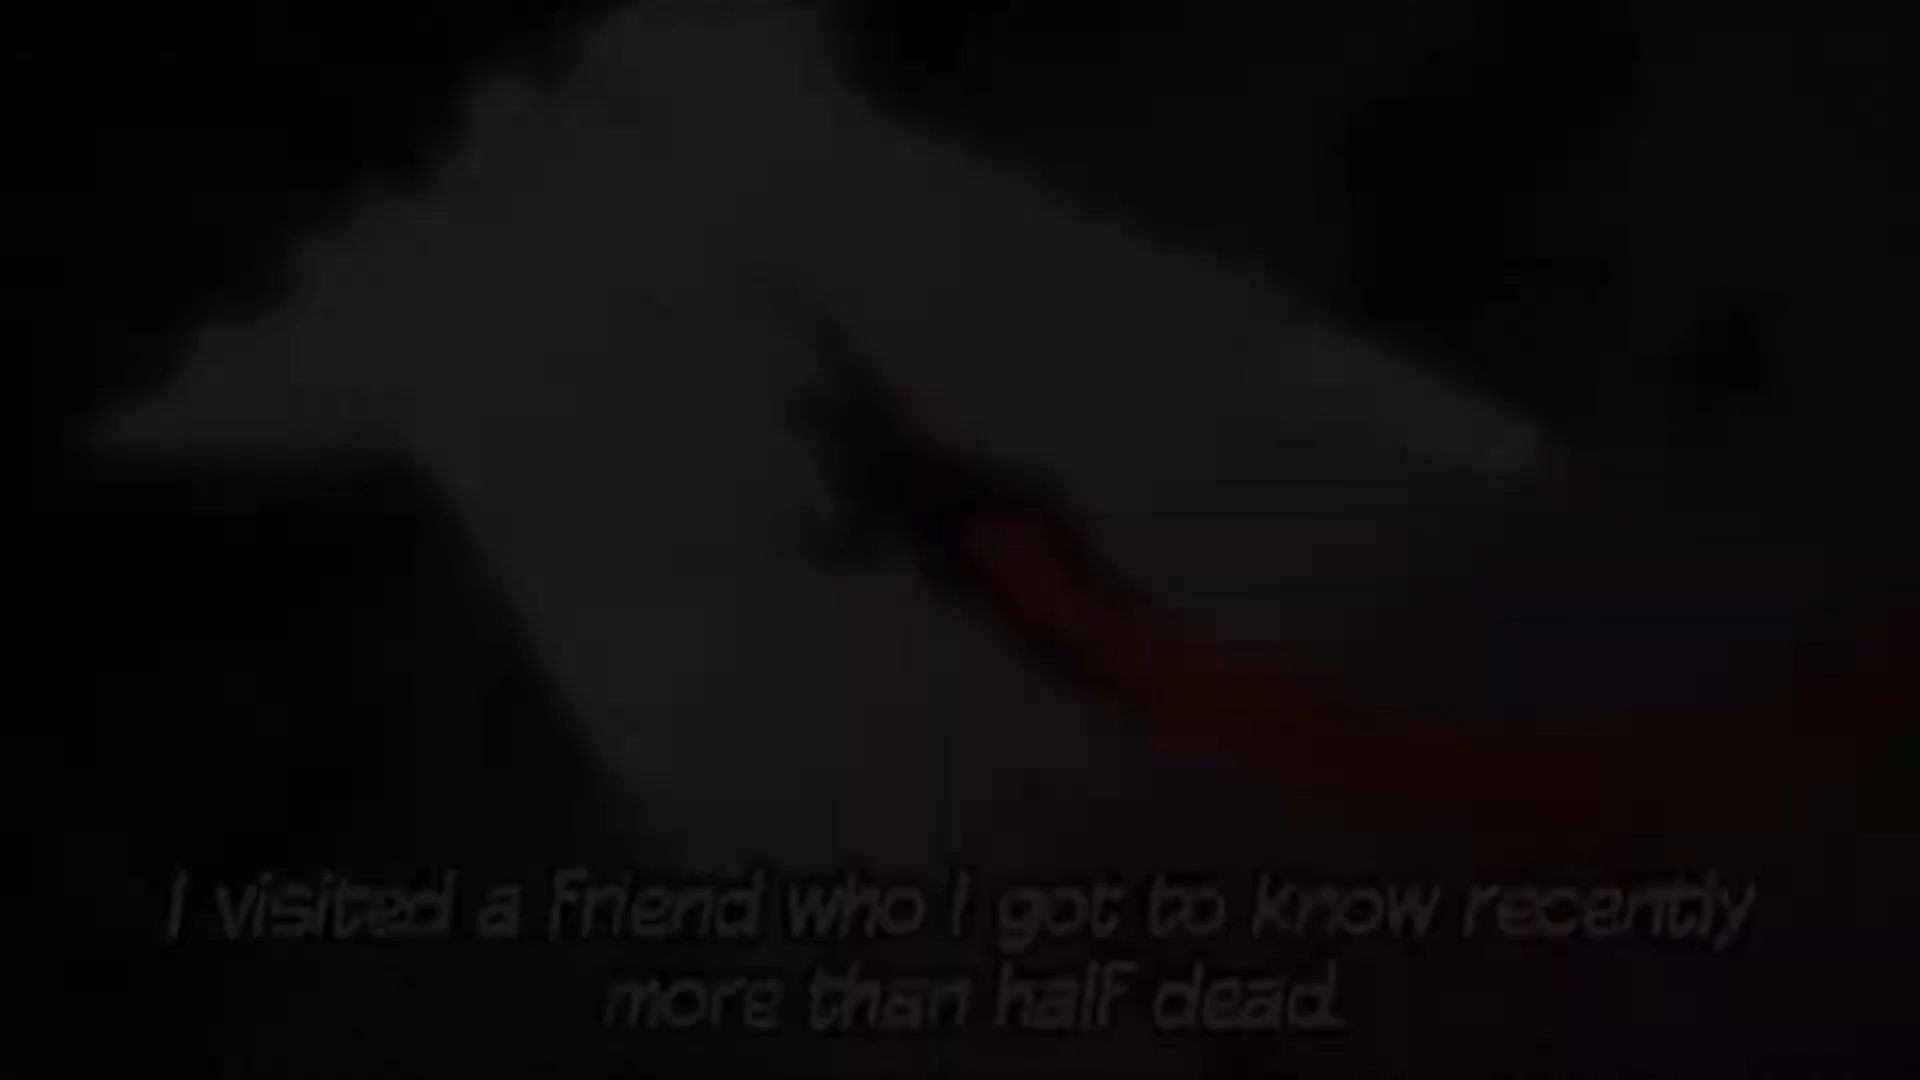 I visited a friend who I got to know recently
more than half dead.